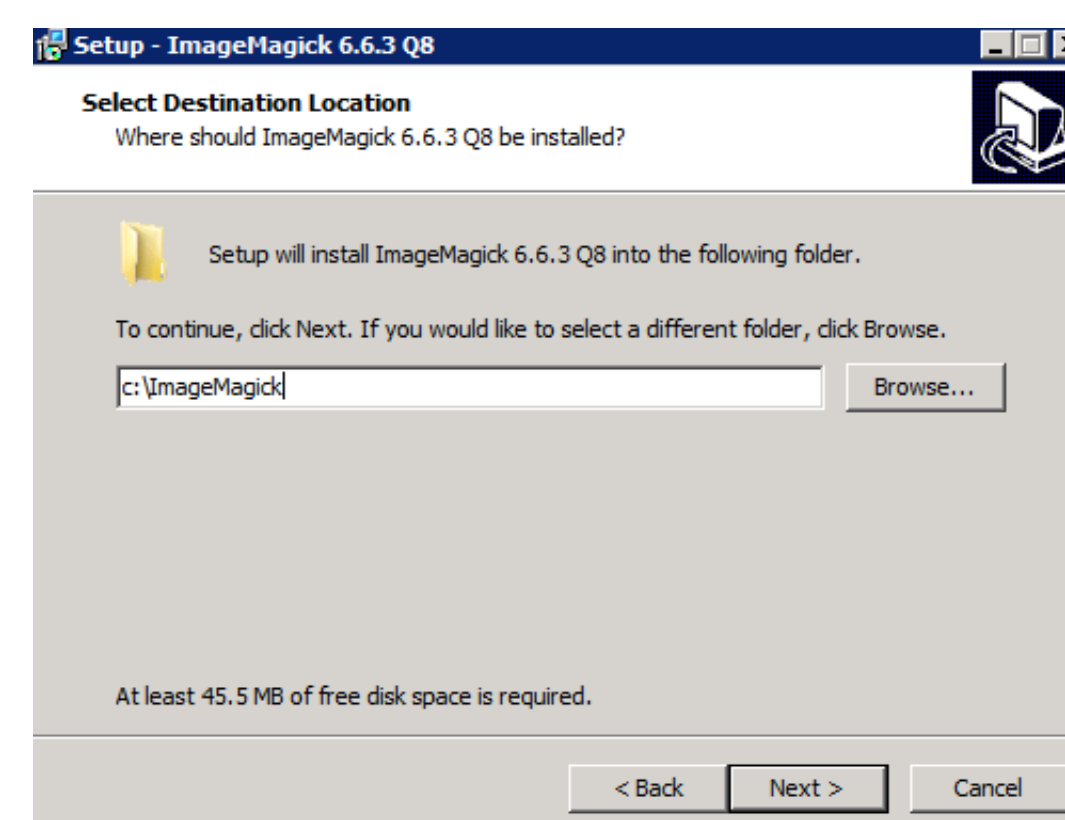 Setup - ImageMagick 6.6.3 Q8
Select Destination Location
Where should ImageMagick 6.6.3 Q8 be installed?
Setup will install ImageMagick 6.6.3 Q8 into the following folder.
To continue, click Next. If you would like to select a different folder, click Browse.
c:\ImageMagick
Browse...
At least 45.5 MB of free disk space is required.
< Back
Next >
Cancel